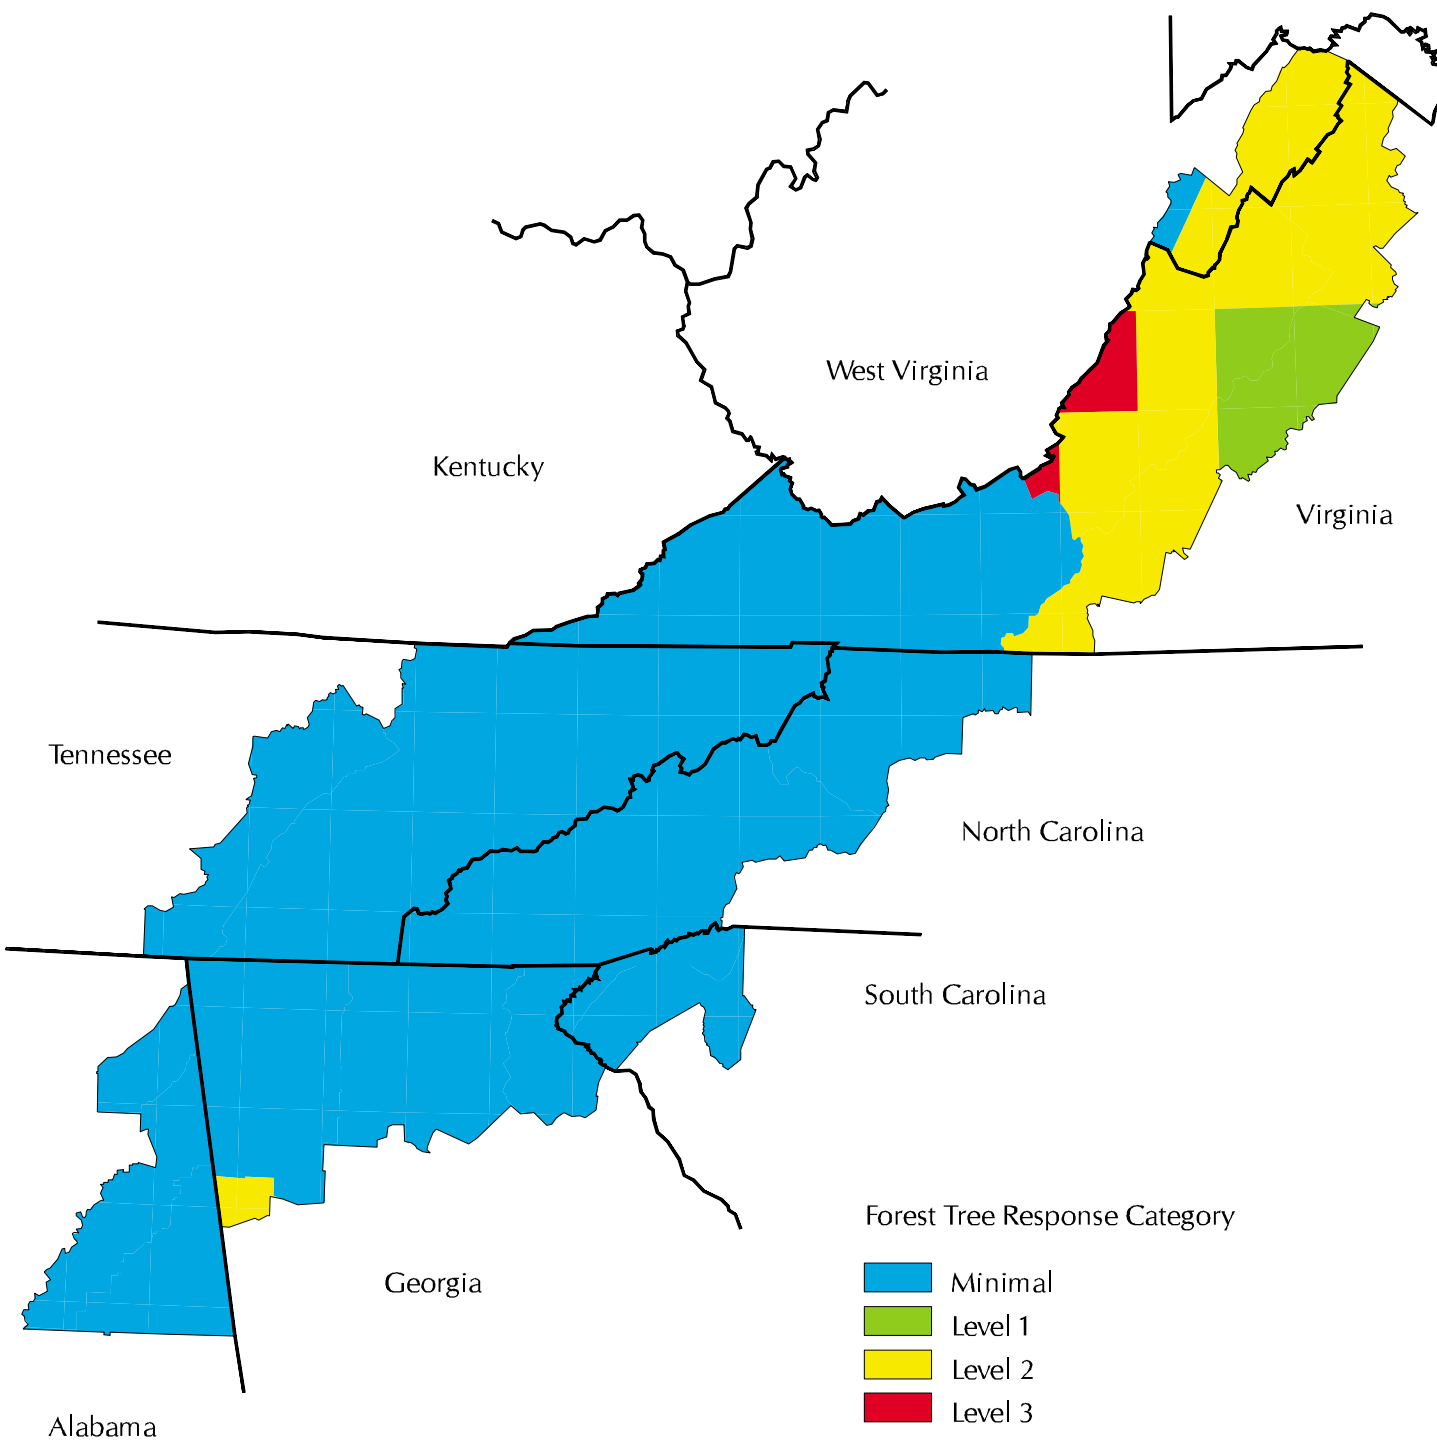 West Virginia
Kentucky
Virginia
Tennessee
North Carolina
South Carolina
Georgia
Alabama
Forest Tree Response Category
Minimal
Level 1
Level 2
Level 3